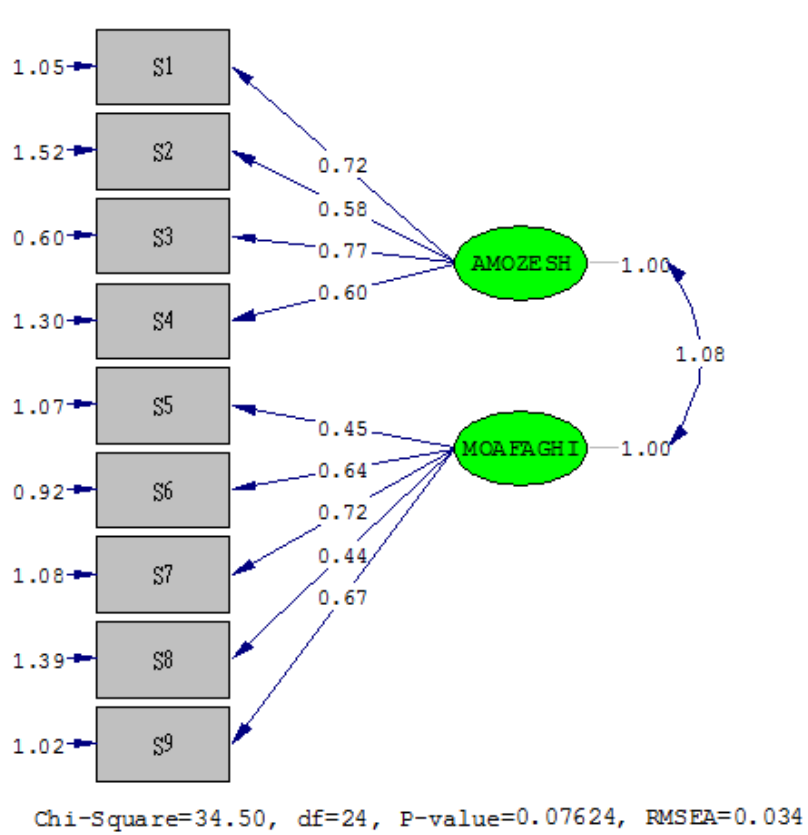 1.05 S1
1.52 S2
0.72
0.58
0.60 S3
0.77
AMOZESH 1.00
0.60
1.30 S4
1.08
1.07 S5
0.45
MOAFAGHI 1.00
0.64
0.92 S6
0.72
0.44
1.08 S7
0.67
1.39 S8
1.02 S9
Chi-Square=34.50, df=24, P-value=0.07624, RMSEA=0.034